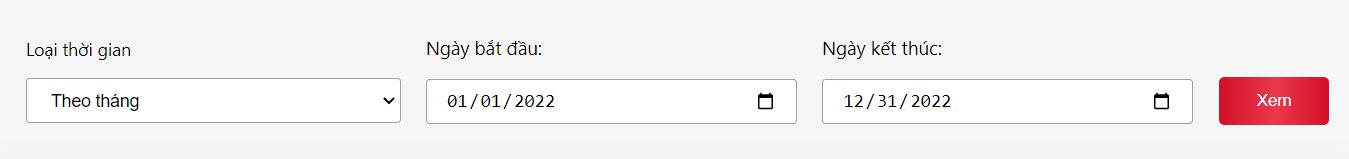 Loại thời gian
Ngày bắt đầu:
Ngày kết thúc:
Theo tháng
01/01/2022
12/31/2022
Xem